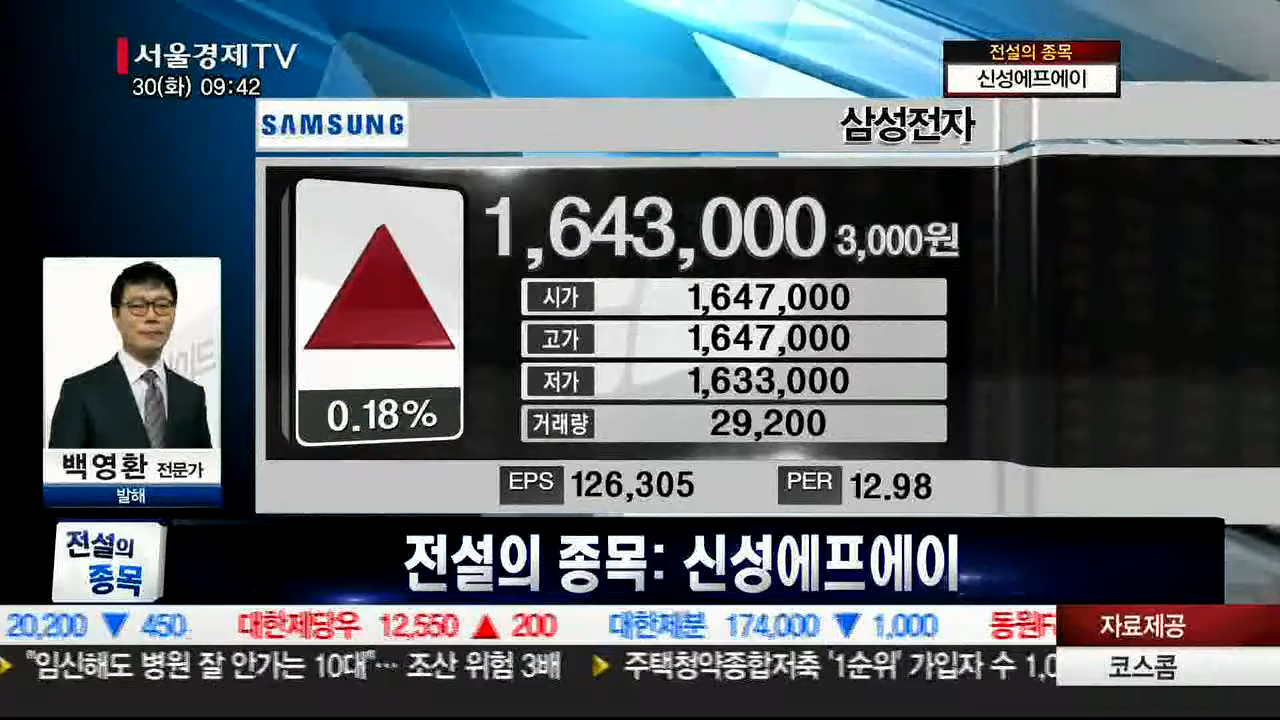 서울경제TV
30(화) 09:42
전설의 종목
신성에프에이
SAMSUNG
삼성전자
1,643,000 3,000원
시가 1,647,000
고가 1,647,000
저가 1,633,000
0.18%
거래량 29,200
백영환 전문가
발해
EPS 126,305 PER 12.98
전설의 종목
전설의 종목: 신성에프에이
20,200 ▼ 450 대한제당우 12,550 ▲ 200 대한제분 174,000 ▼ 1,000 동원F
자료제공
"임신해도 병원 잘 안가는 10대"… 조산 위험 3배 주택청약종합저축 '1순위' 가입자 수 1,0
코스콤